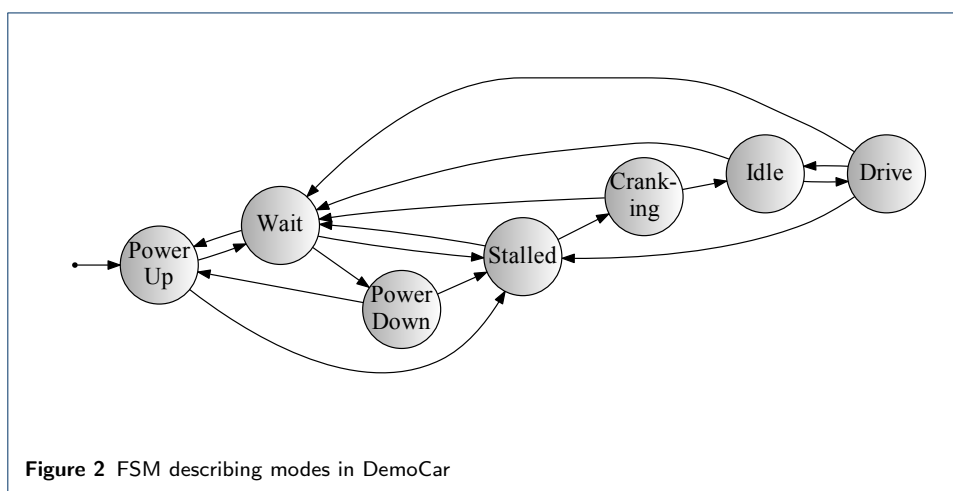 Power
Up
Wait
Power
Down
Stalled
Crank-
ing
Idle
Drive
Figure 2 FSM describing modes in DemoCar